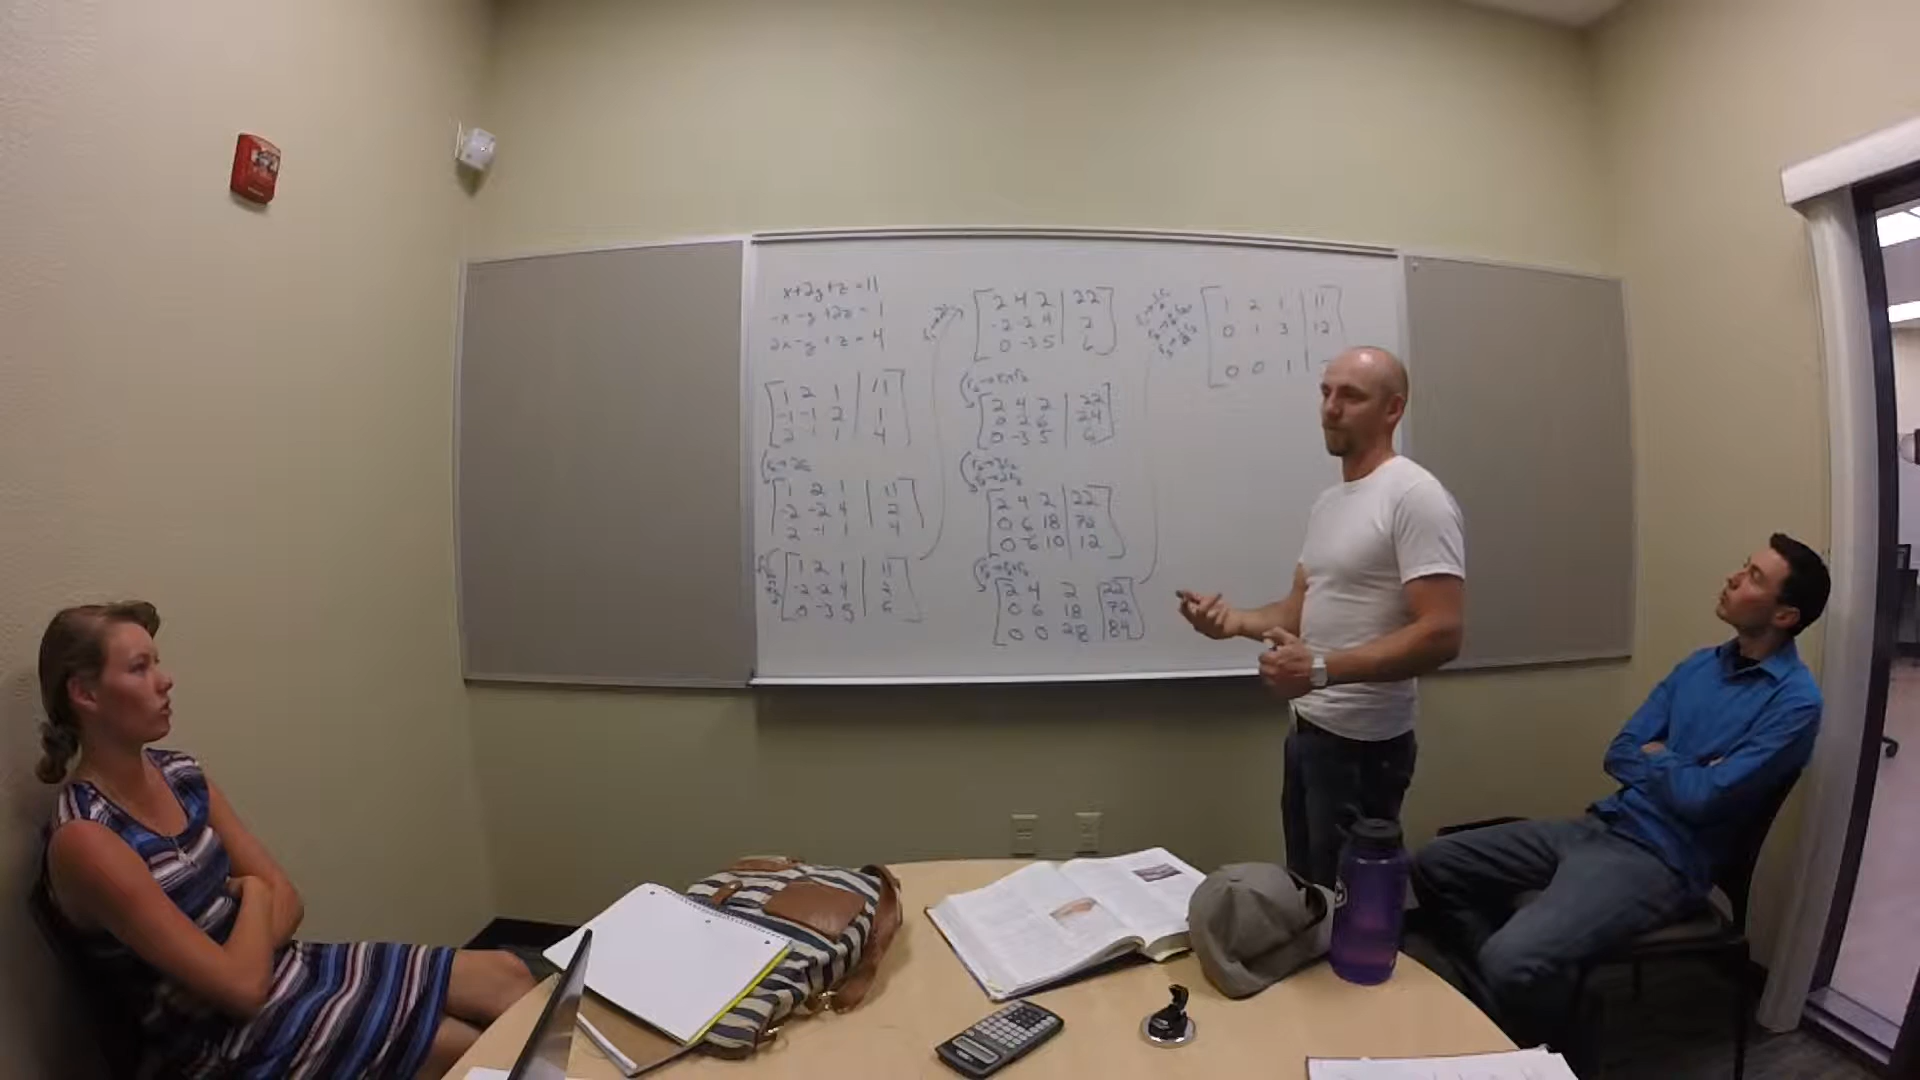 x+2y+z=11
-x-y+2z=1
2x-y+z=4
1 2 1 | 11
-1 -1 2 | 1
2 -1 1 | 4
1 2 1 | 11
-2 -2 4 | 2
2 -1 1 | 4
1 2 1 | 11
-2 -2 4 | 2
0 -3 5 | 6
2 4 2 | 22
-2 -2 4 | 2
0 -3 5 | 6
2 4 2 | 22
0 2 6 | 24
0 -3 5 | 6
2 4 2 | 22
0 6 18 | 72
0 -6 10 | 12
2 4 2 | 22
0 6 18 | 72
0 0 28 | 84
1 2 1 | 11
0 1 3 | 12
0 0 1 |